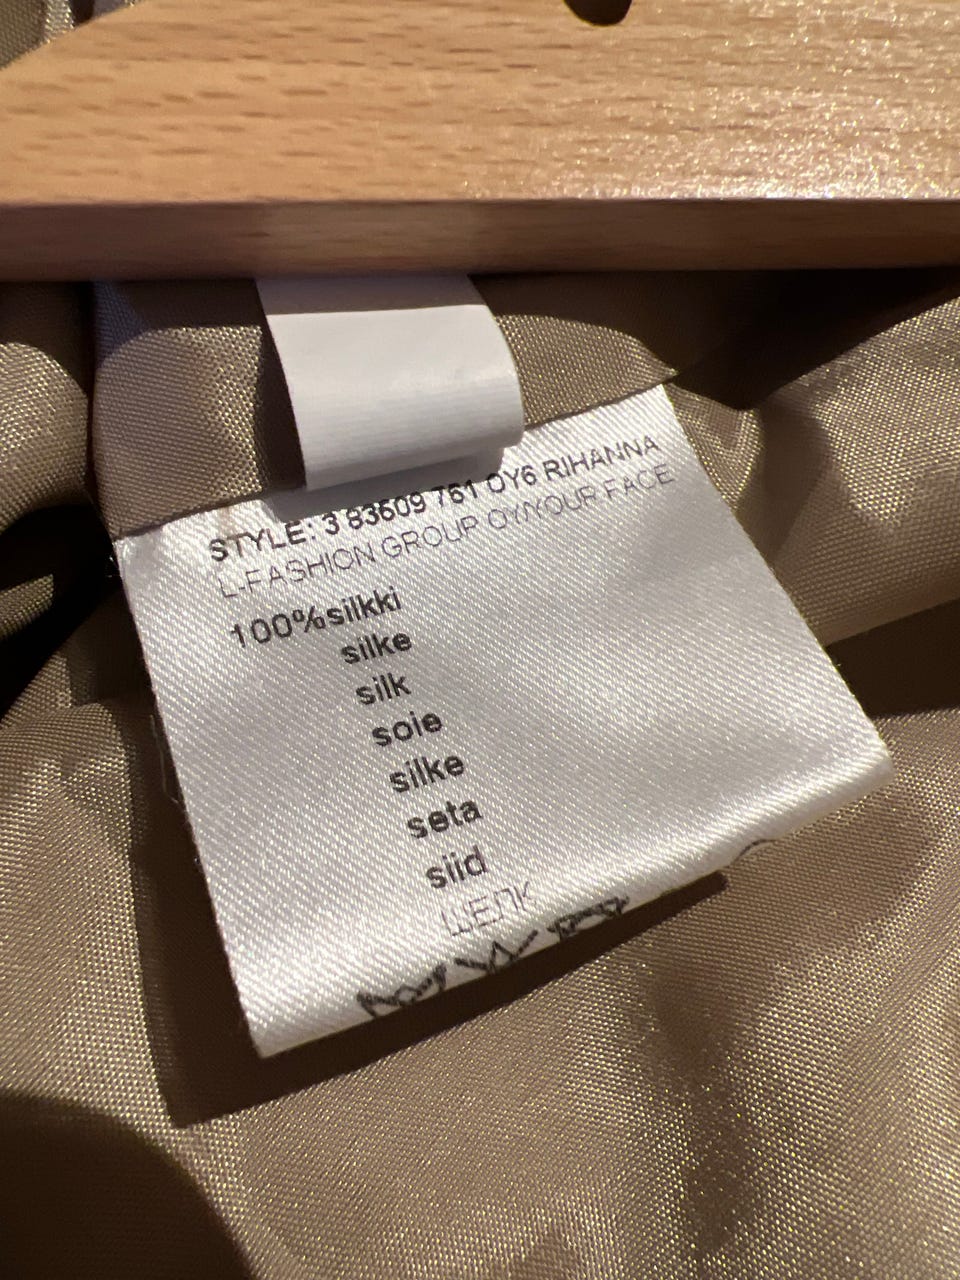 STYLE: 3 83609 761 OY6 RIHANNA
L-FASHION GROUP OY/YOUR FACE
100%silkki
silke
silk
soie
silke
seta
siid
шелк